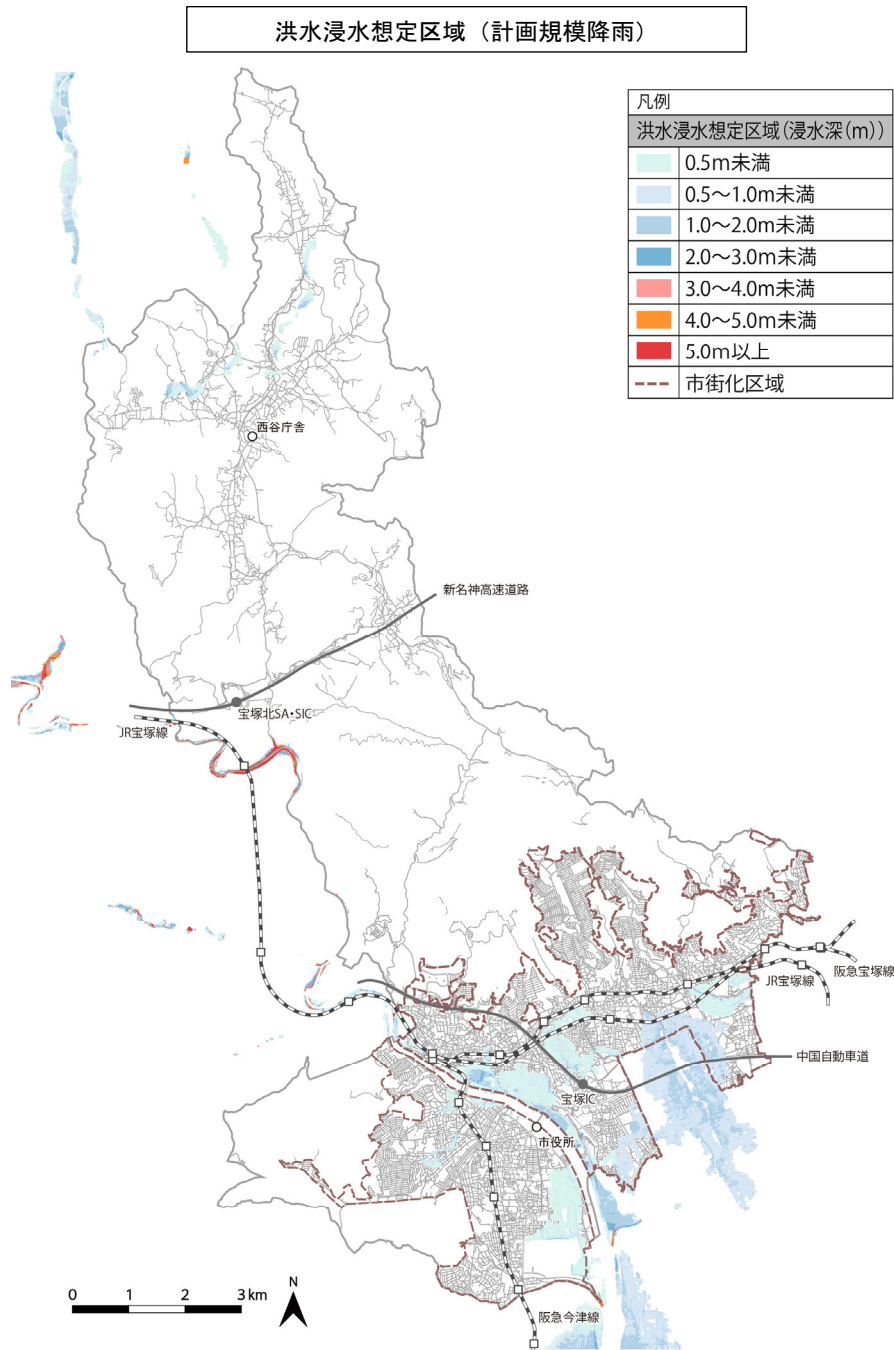 洪水浸水想定区域（計画規模降雨）
凡例
洪水浸水想定区域(浸水深(m))
0.5m未満
0.5～1.0m未満
1.0～2.0m未満
2.0～3.0m未満
3.0～4.0m未満
4.0～5.0m未満
5.0m以上
市街化区域
西谷庁舎
新名神高速道路
宝塚北SA・SIC
JR宝塚線
阪急宝塚線
JR宝塚線
中国自動車道
宝塚IC
市役所
阪急今津線
0 1 2 3 km
N